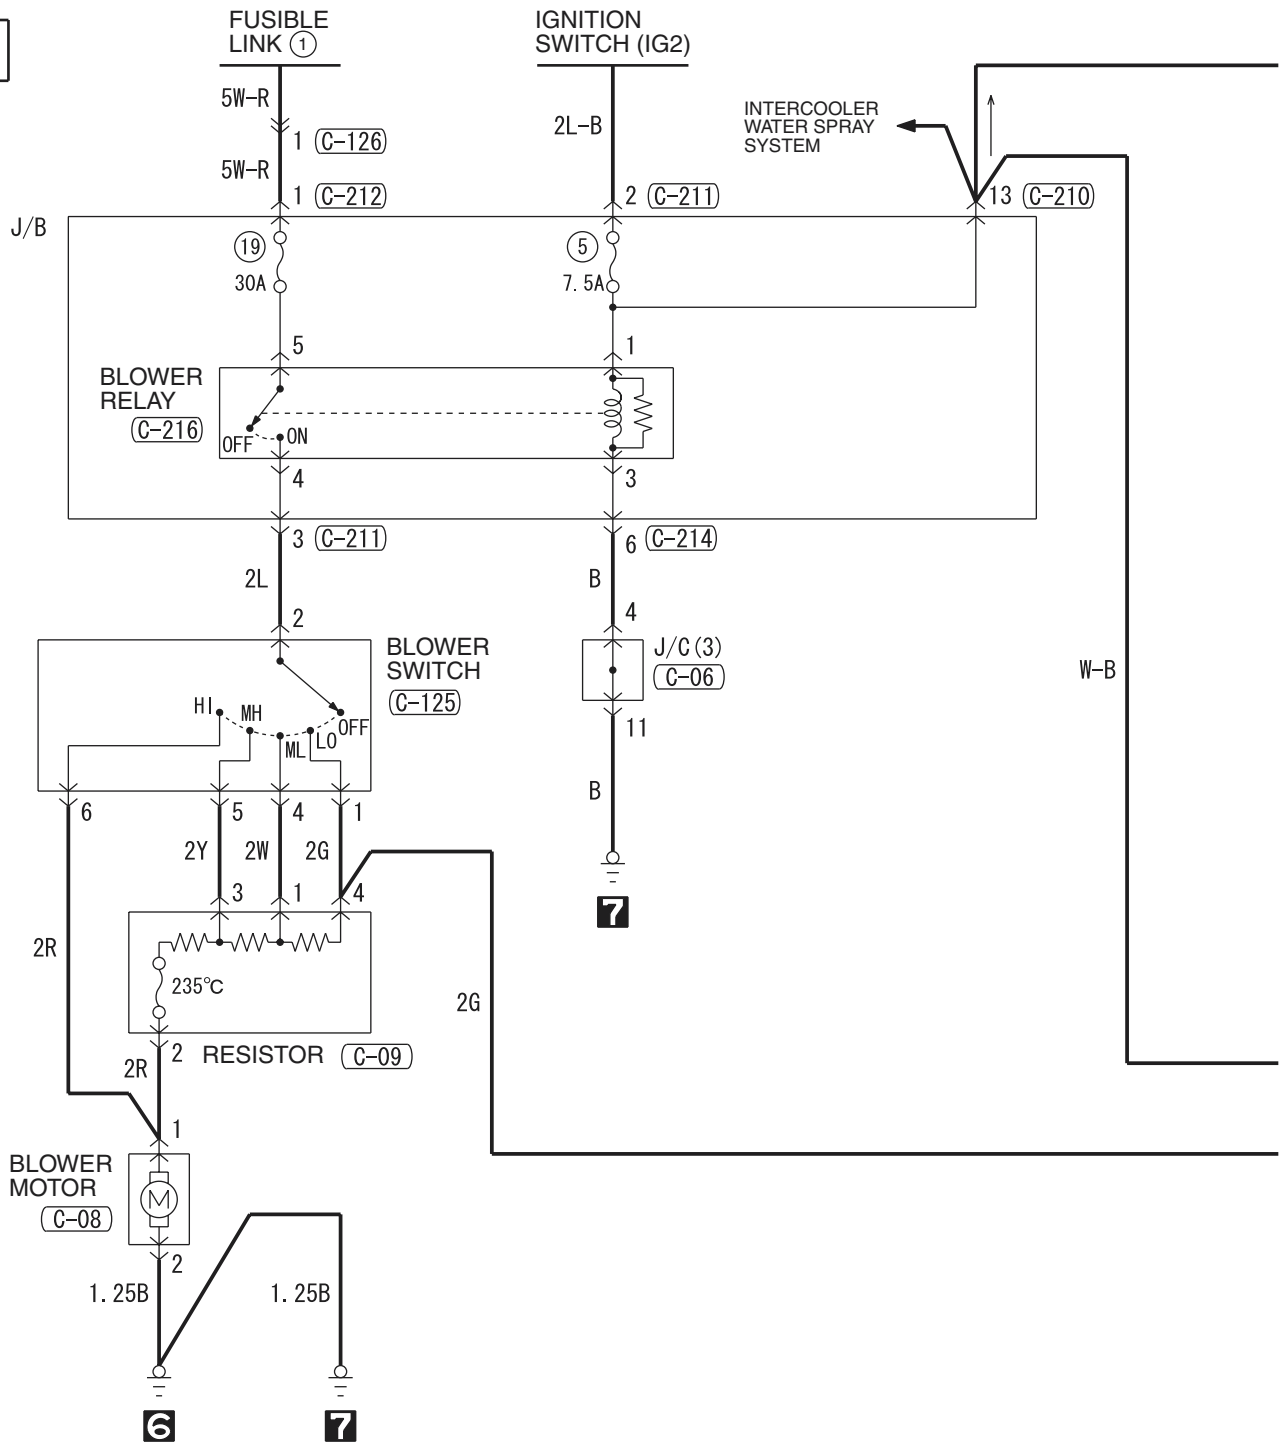 FUSIBLE
LINK ①
IGNITION
SWITCH (IG2)
5W-R
2L-B
INTERCOOLER
WATER SPRAY
SYSTEM
1 C-126
5W-R
1 C-212
2 C-211
13 C-210
J/B
⑲
30A
⑤
7.5A
5
1
BLOWER
RELAY
C-216
OFF
ON
4
3
3 C-211
6 C-214
2L
B
2
4
BLOWER
SWITCH
C-125
J/C(3)
C-06
W-B
HI
MH
ML
LO
OFF
11
6
5
4
1
B
2Y
2W
2G
3
1
4
7
2R
235℃
2G
2
RESISTOR C-09
2R
1
BLOWER
MOTOR
C-08
M
2
1.25B
1.25B
6
7